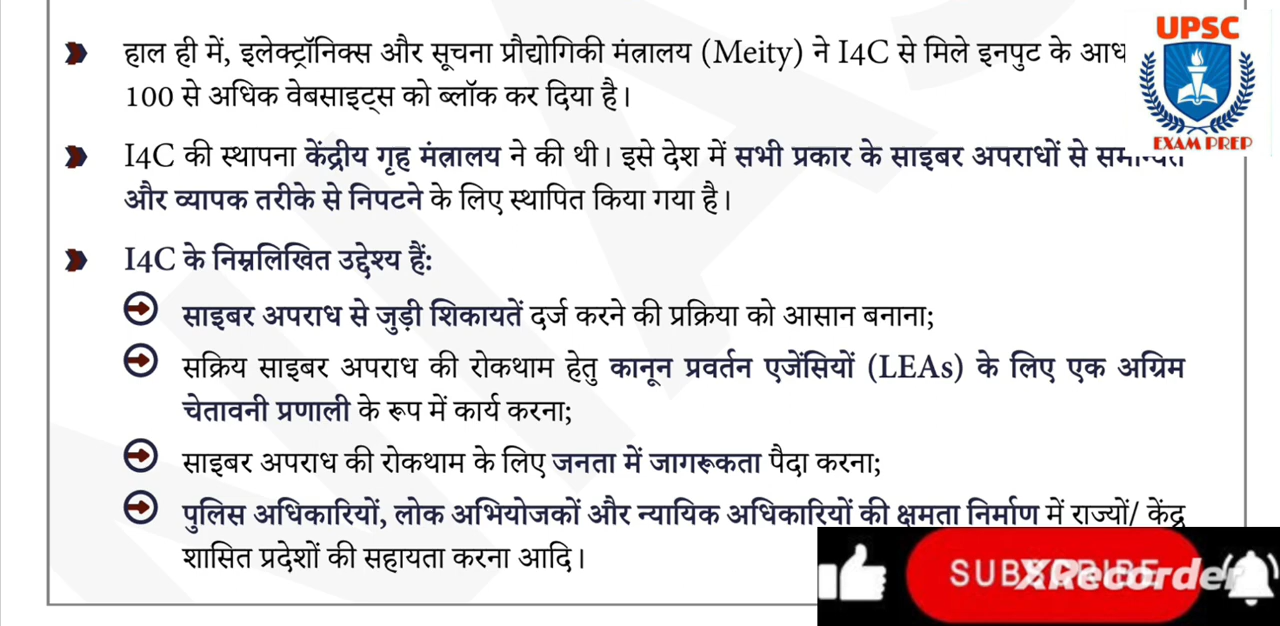 हाल ही में, इलेक्ट्रॉनिक्स और सूचना प्रौद्योगिकी मंत्रालय (Meity) ने I4C से मिले इनपुट के आध
UPSC
EXAM PREP
100 से अधिक वेबसाइट्स को ब्लॉक कर दिया है।
I4C की स्थापना केंद्रीय गृह मंत्रालय ने की थी। इसे देश में सभी प्रकार के साइबर अपराधों से
और व्यापक तरीके से निपटने के लिए स्थापित किया गया है।
I4C के निम्नलिखित उद्देश्य हैं:
साइबर अपराध से जुड़ी शिकायतें दर्ज करने की प्रक्रिया को आसान बनाना;
सक्रिय साइबर अपराध की रोकथाम हेतु कानून प्रवर्तन एजेंसियों (LEAs) के लिए एक अग्रिम
चेतावनी प्रणाली के रूप में कार्य करना;
साइबर अपराध की रोकथाम के लिए जनता में जागरूकता पैदा करना;
पुलिस अधिकारियों, लोक अभियोजकों और न्यायिक अधिकारियों की क्षमता निर्माण में राज्यों/ केंद्र
शासित प्रदेशों की सहायता करना आदि।
SUBSCRIBE
XRecorder